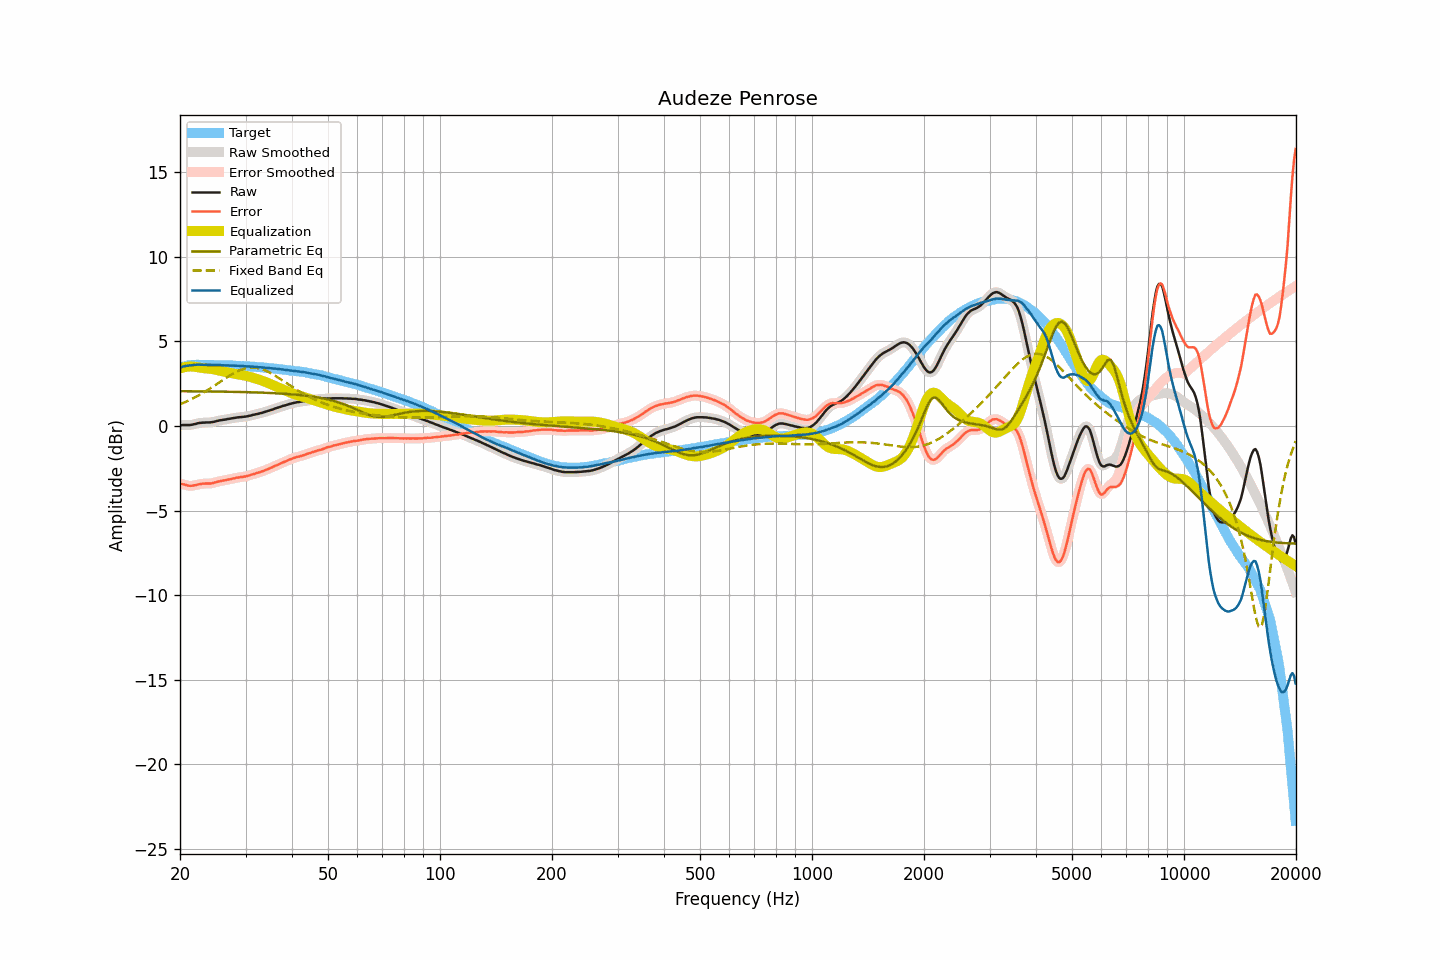 Audeze Penrose
Target
Raw Smoothed
Error Smoothed
Raw
Error
Equalization
Parametric Eq
Fixed Band Eq
Equalized
15
10
5
0
−5
−10
−15
−20
−25
Amplitude (dBr)
20 50 100 200 500 1000 2000 5000 10000 20000
Frequency (Hz)